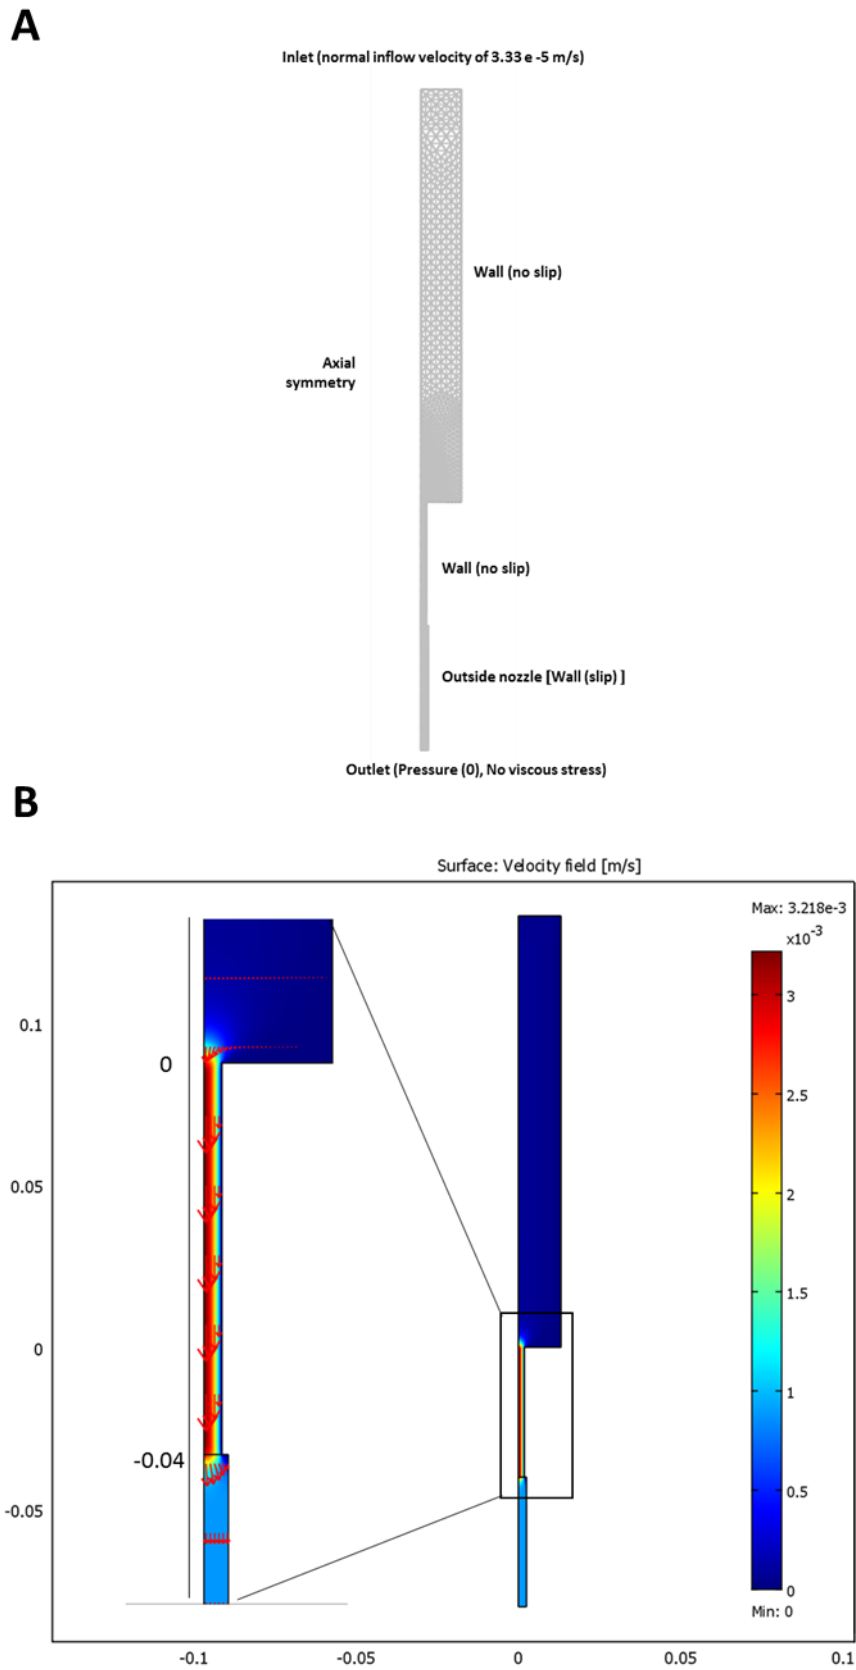 A
Inlet (normal inflow velocity of 3.33 e -5 m/s)
Wall (no slip)
Axial
symmetry
Wall (no slip)
Outside nozzle [Wall (slip) ]
Outlet (Pressure (0), No viscous stress)
B
Surface: Velocity field [m/s]
Max: 3.218e-3
x10-3
3
0.1
0
2.5
2
0.05
1.5
0
1
-0.04
-0.05
0.5
0
Min: 0
-0.1
-0.05
0
0.05
0.1